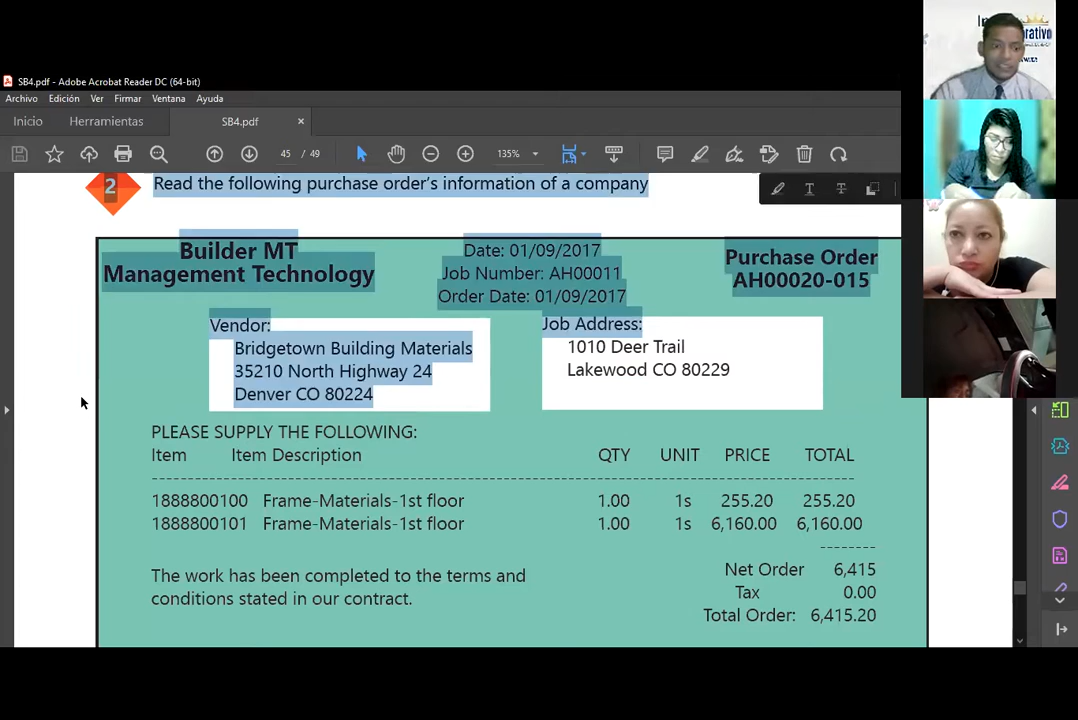 SB4.pdf - Adobe Acrobat Reader DC (64-bit)
Archivo Edición Ver Firmar Ventana Ayuda
Inicio Herramientas SB4.pdf ×
45 / 49 135%
2 Read the following purchase order's information of a company
Builder MT
Management Technology
Date: 01/09/2017
Job Number: AH00011
Order Date: 01/09/2017
Purchase Order
AH00020-015
Vendor:
Bridgetown Building Materials
35210 North Highway 24
Denver CO 80224
Job Address:
1010 Deer Trail
Lakewood CO 80229
PLEASE SUPPLY THE FOLLOWING:
Item Item Description QTY UNIT PRICE TOTAL
1888800100 Frame-Materials-1st floor 1.00 1s 255.20 255.20
1888800101 Frame-Materials-1st floor 1.00 1s 6,160.00 6,160.00
--------
Net Order 6,415
Tax 0.00
Total Order: 6,415.20
The work has been completed to the terms and
conditions stated in our contract.